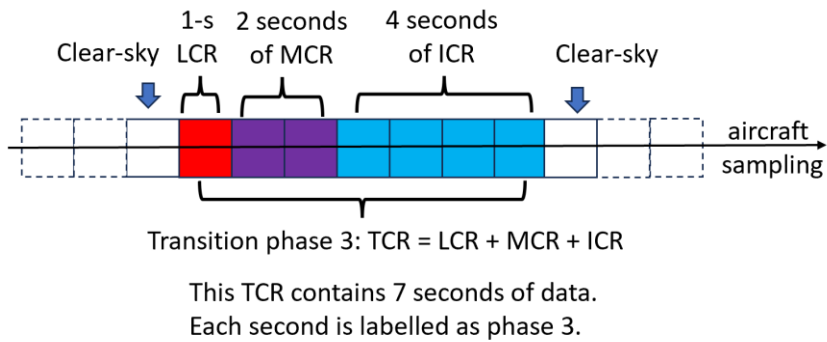 1-s 2 seconds 4 seconds
Clear-sky LCR of MCR of ICR Clear-sky
aircraft
sampling
Transition phase 3: TCR = LCR + MCR + ICR
This TCR contains 7 seconds of data.
Each second is labelled as phase 3.